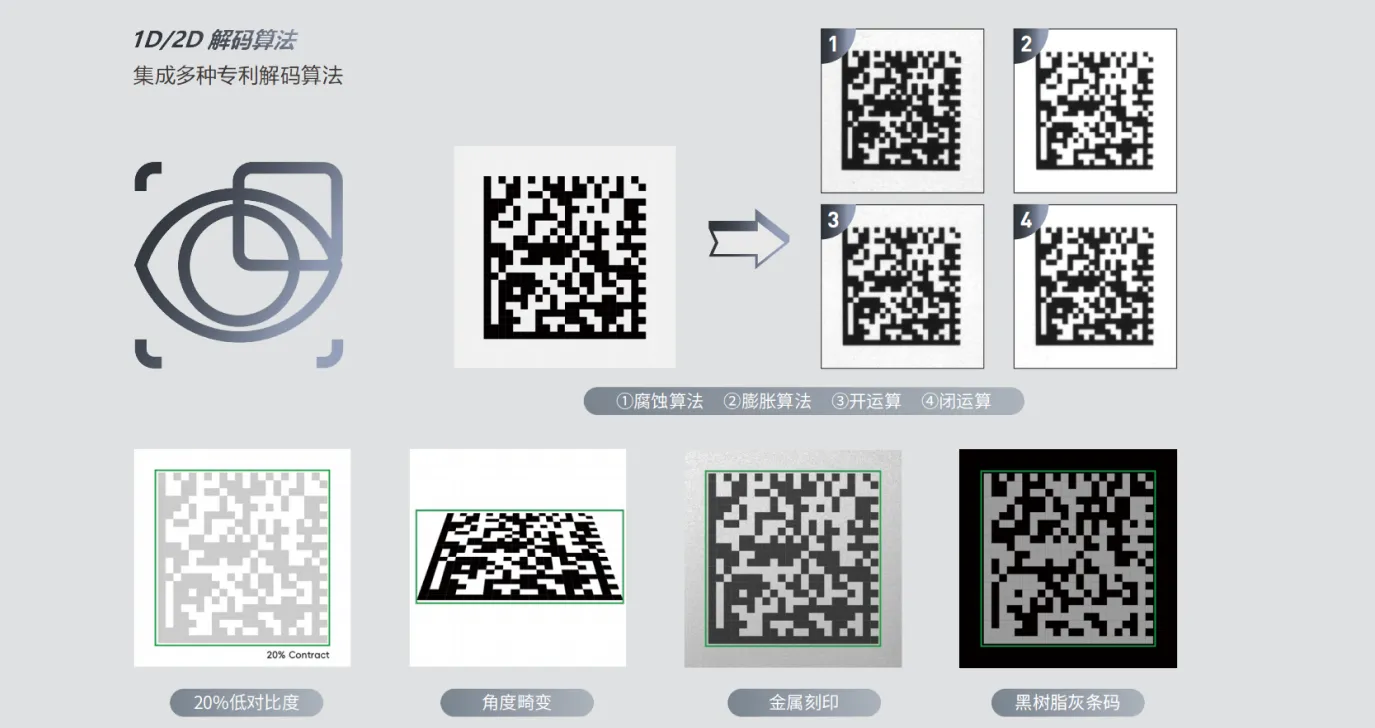 1D/2D 解码算法
集成多种专利解码算法
1
2
3
4
①腐蚀算法 ②膨胀算法 ③开运算 ④闭运算
20% Contract
20%低对比度
角度畸变
金属刻印
黑树脂灰条码